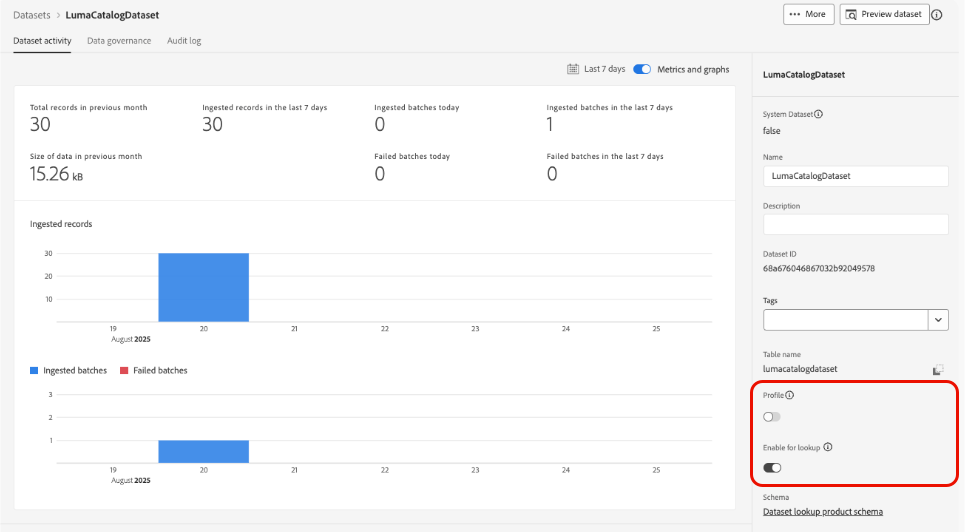 Datasets > LumaCatalogDataset
••• More
Preview dataset
Dataset activity
Data governance
Audit log
Last 7 days
Metrics and graphs
Total records in previous month
30
Ingested records in the last 7 days
30
Ingested batches today
0
Ingested batches in the last 7 days
1
Size of data in previous month
15.26 kB
Failed batches today
0
Failed batches in the last 7 days
0
Ingested records
30
20
10
19
20
21
22
23
24
25
August 2025
Ingested batches
Failed batches
3
2
1
19
20
21
22
23
24
25
August 2025
LumaCatalogDataset
System Dataset
false
Name
LumaCatalogDataset
Description
Dataset ID
68a676046867032b92049578
Tags
Table name
lumacatalogdataset
Profile
Enable for lookup
Schema
Dataset lookup product schema